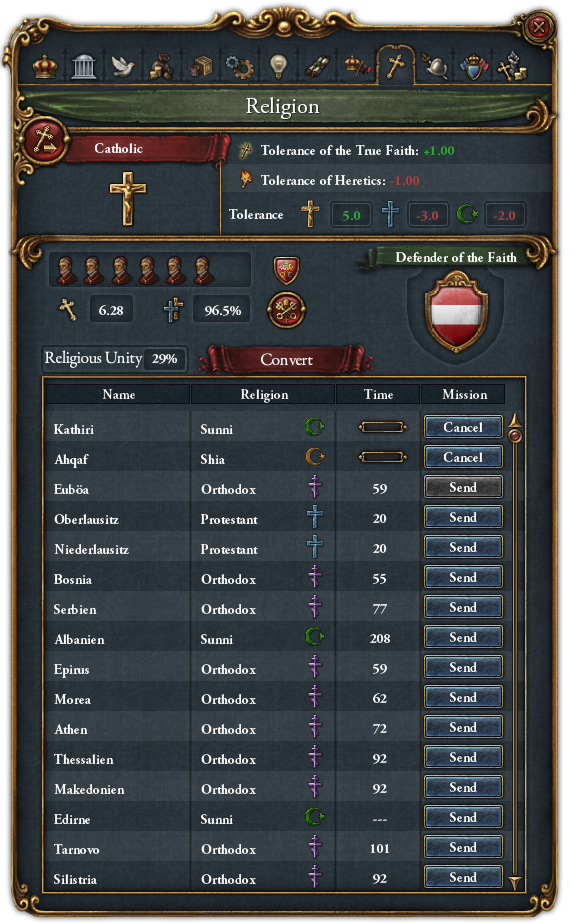 Religion
Catholic
Tolerance of the True Faith: +1.00
Tolerance of Heretics: -1.00
Tolerance 5.0 -3.0 -2.0
Defender of the Faith
6.28 96.5%
Religious Unity 29% Convert
Name Religion Time Mission
Kathiri Sunni Cancel
Ahqaf Shia Cancel
Euböa Orthodox 59 Send
Oberlausitz Protestant 20 Send
Niederlausitz Protestant 20 Send
Bosnia Orthodox 55 Send
Serbien Orthodox 77 Send
Albanien Sunni 208 Send
Epirus Orthodox 59 Send
Morea Orthodox 62 Send
Athen Orthodox 72 Send
Thessalien Orthodox 92 Send
Makedonien Orthodox 92 Send
Edirne Sunni --- Send
Tarnovo Orthodox 101 Send
Silistria Orthodox 92 Send